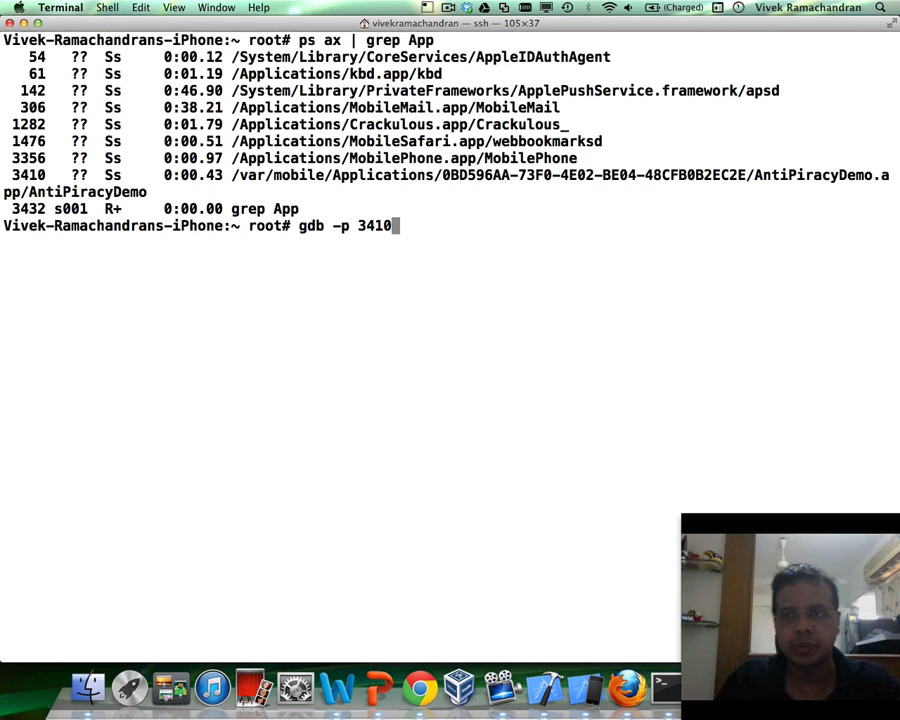 Terminal Shell Edit View Window Help (Charged) Vivek Ramachandran
vivekramachandran — ssh — 105×37
Vivek-Ramachandrans-iPhone:~ root# ps ax | grep App
54 ?? Ss 0:00.12 /System/Library/CoreServices/AppleIDAuthAgent
61 ?? Ss 0:01.19 /Applications/kbd.app/kbd
142 ?? Ss 0:46.90 /System/Library/PrivateFrameworks/ApplePushService.framework/apsd
306 ?? Ss 0:38.21 /Applications/MobileMail.app/MobileMail
1282 ?? Ss 0:01.79 /Applications/Crackulous.app/Crackulous_
1476 ?? Ss 0:00.51 /Applications/MobileSafari.app/webbookmarksd
3356 ?? Ss 0:00.97 /Applications/MobilePhone.app/MobilePhone
3410 ?? Ss 0:00.43 /var/mobile/Applications/0BD596AA-73F0-4E02-BE04-48CFB0B2EC2E/AntiPiracyDemo.a
pp/AntiPiracyDemo
3432 s001 R+ 0:00.00 grep App
Vivek-Ramachandrans-iPhone:~ root# gdb -p 3410